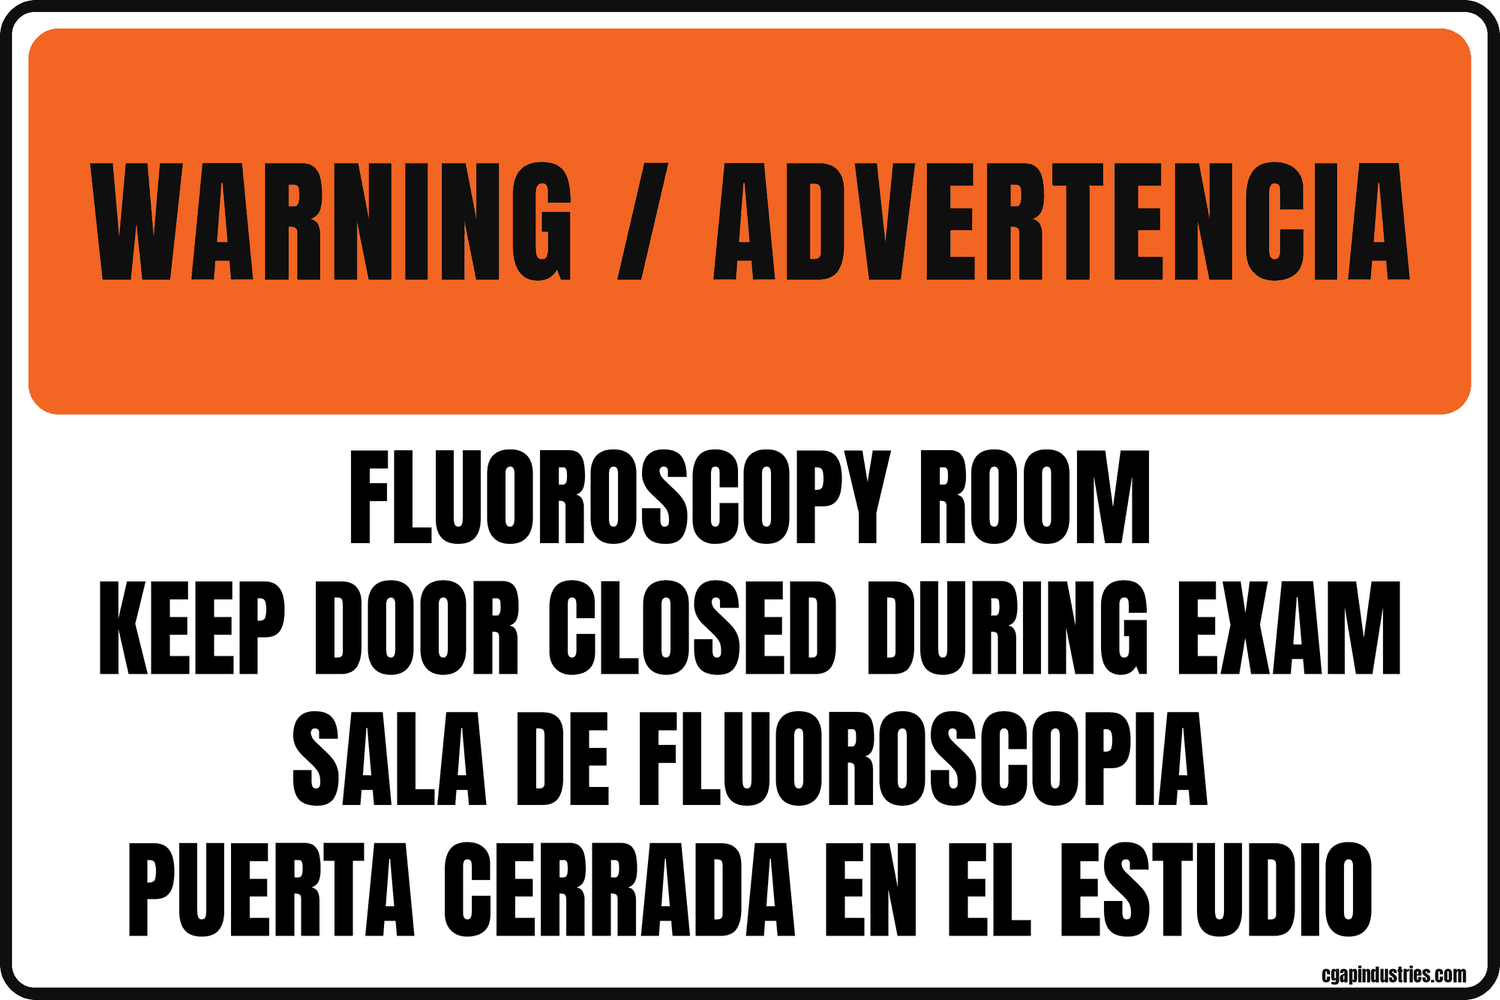 WARNING / ADVERTENCIA
FLUOROSCOPY ROOM
KEEP DOOR CLOSED DURING EXAM
SALA DE FLUOROSCOPIA
PUERTA CERRADA EN EL ESTUDIO
cgapindustries.com